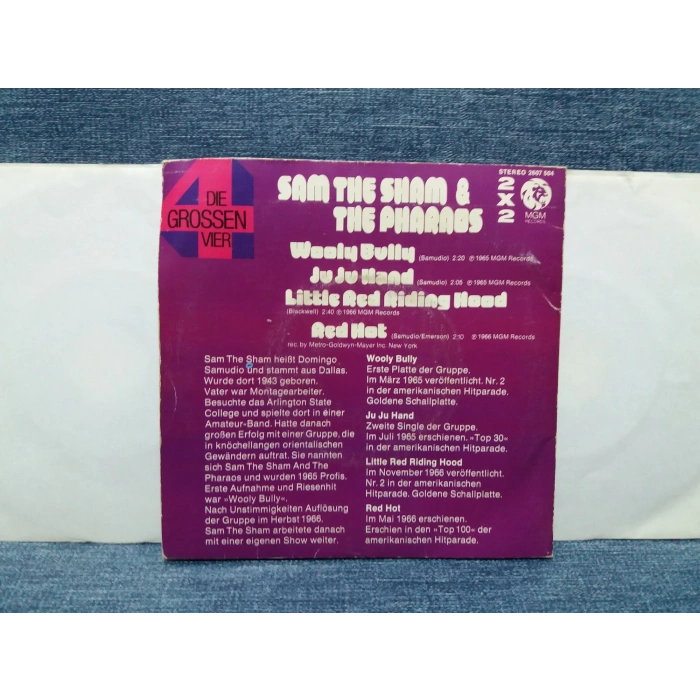 4
DIE
GROSSEN
VIER
SAM THE SHAM &
THE PHARAOS
STEREO 2607 004
2X2
MGM
RECORDS
Wooly Bully (Samudio) 2:20 ℗1965 MGM Records
Ju Ju Hand (Samudio) 2:05 ℗1965 MGM Records
Little Red Riding Hood
(Blackwell) 2:40 ℗1966 MGM Records
Red Hot (Samudio/Emerson) 2:10 ℗1966 MGM Records
rec. by Metro-Goldwyn-Mayer Inc. New York
Sam The Sham heißt Domingo
Samudio und stammt aus Dallas.
Wurde dort 1943 geboren.
Vater war Montagearbeiter.
Besuchte das Arlington State
College und spielte dort in einer
Amateur-Band. Hatte danach
großen Erfolg mit einer Gruppe, die
in knöchellangen orientalischen
Gewändern auftrat. Sie nannten
sich Sam The Sham And The
Pharaos und wurden 1965 Profis.
Erste Aufnahme und Riesenhit
war »Wooly Bully«.
Nach Unstimmigkeiten Auflösung
der Gruppe im Herbst 1966.
Sam The Sham arbeitete danach
mit einer eigenen Show weiter.
Wooly Bully
Erste Platte der Gruppe.
Im März 1965 veröffentlicht. Nr. 2
in der amerikanischen Hitparade.
Goldene Schallplatte.
Ju Ju Hand
Zweite Single der Gruppe.
Im Juli 1965 erschienen. »Top 30«
in der amerikanischen Hitparade.
Little Red Riding Hood
Im November 1966 veröffentlicht.
Nr. 2 in der amerikanischen
Hitparade. Goldene Schallplatte.
Red Hot
Im Mai 1966 erschienen.
Erschien in den »Top 100« der
amerikanischen Hitparade.